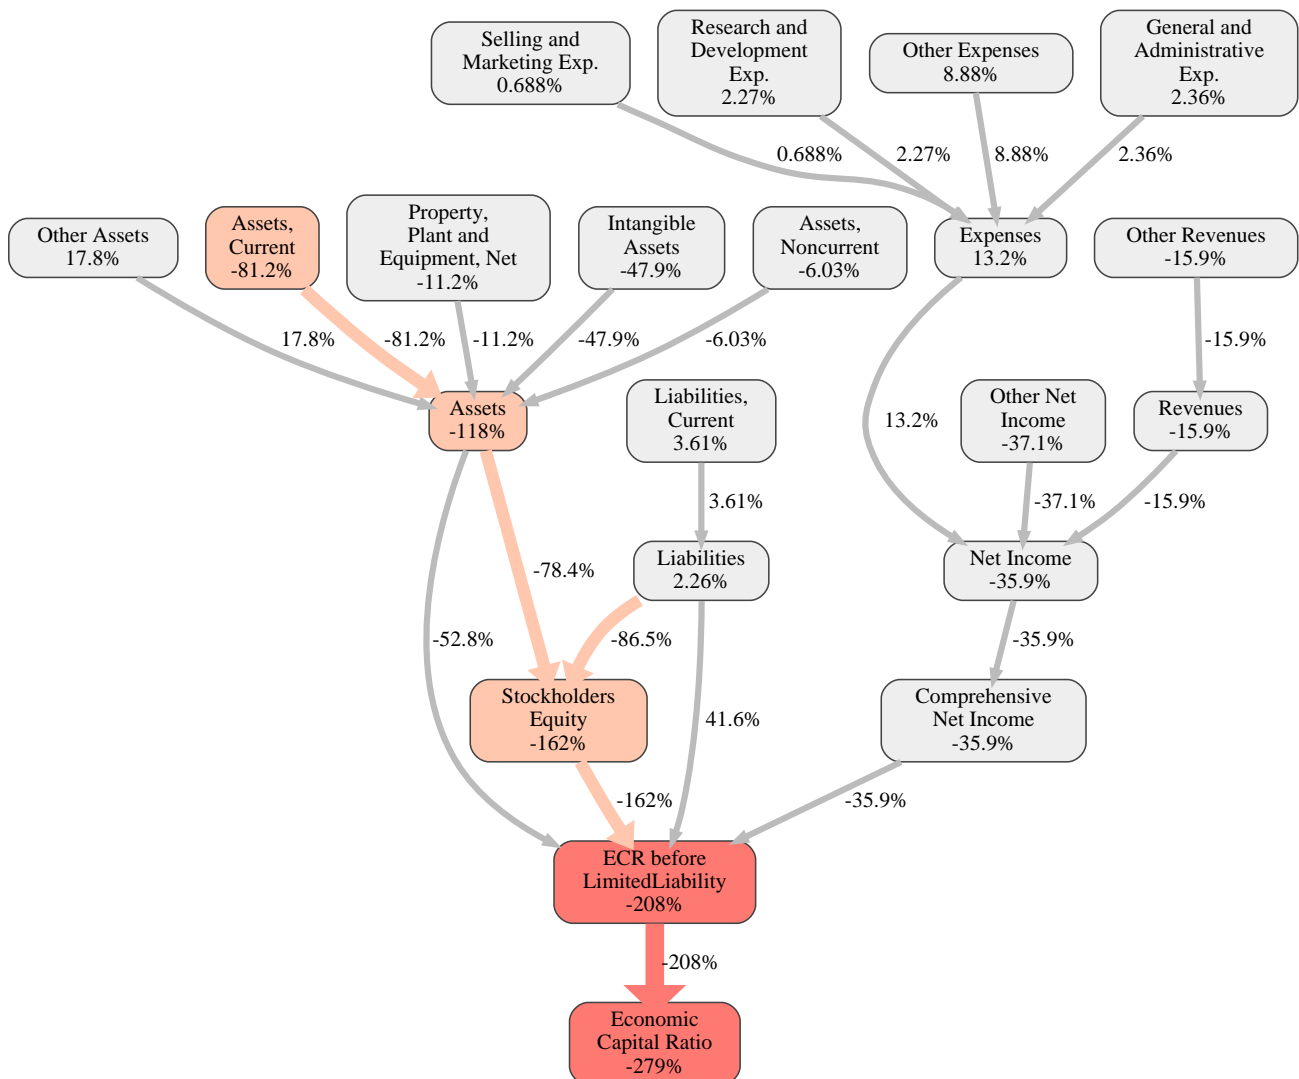 Selling and
Marketing Exp.
0.688%
Research and
Development
Exp.
2.27%
Other Expenses
8.88%
General and
Administrative
Exp.
2.36%
0.688%
2.27%
8.88%
2.36%
Other Assets
17.8%
Assets,
Current
-81.2%
Property,
Plant and
Equipment, Net
-11.2%
Intangible
Assets
-47.9%
Assets,
Noncurrent
-6.03%
Expenses
13.2%
Other Revenues
-15.9%
17.8%
-81.2%
-11.2%
-47.9%
-6.03%
-15.9%
Assets
-118%
Liabilities,
Current
3.61%
13.2%
Other Net
Income
-37.1%
Revenues
-15.9%
3.61%
-37.1%
-15.9%
-78.4%
Liabilities
2.26%
Net Income
-35.9%
-52.8%
-86.5%
-35.9%
Stockholders
Equity
-162%
41.6%
Comprehensive
Net Income
-35.9%
-162%
-35.9%
ECR before
LimitedLiability
-208%
-208%
Economic
Capital Ratio
-279%